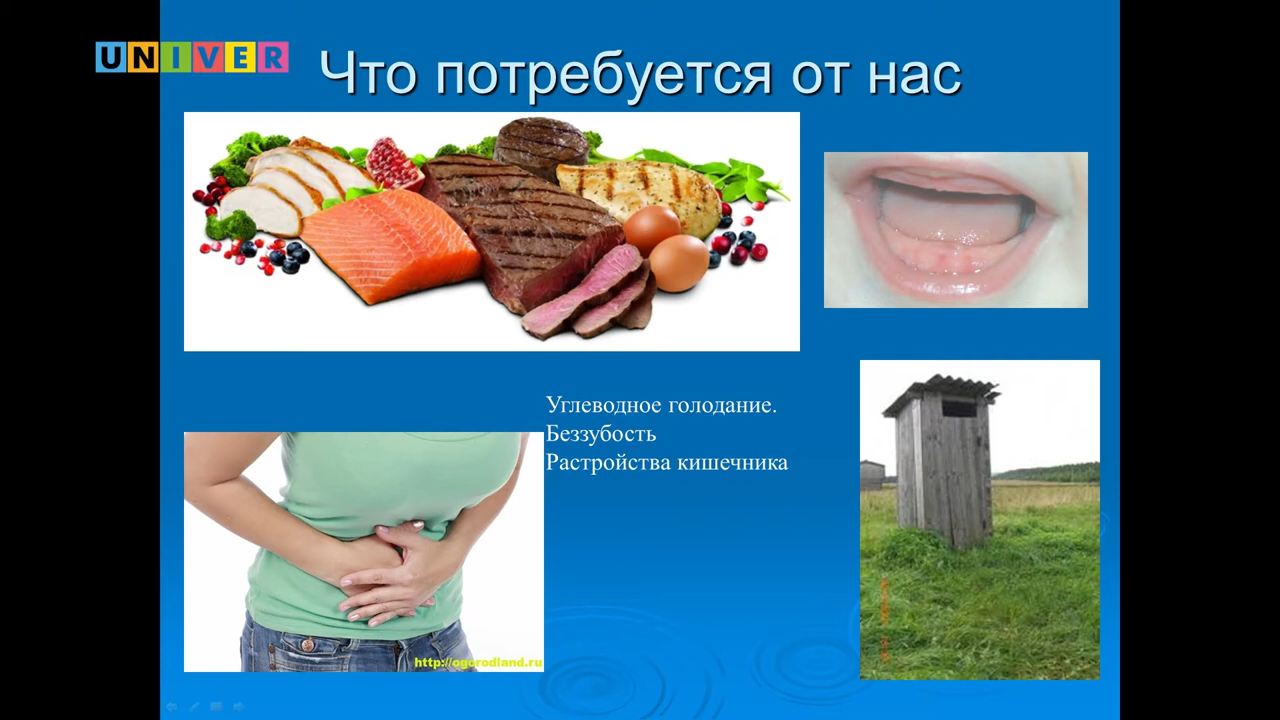 UNIVER
Что потребуется от нас
Углеводное голодание.
Беззубость
Растройства кишечника
http://ogorodland.ru